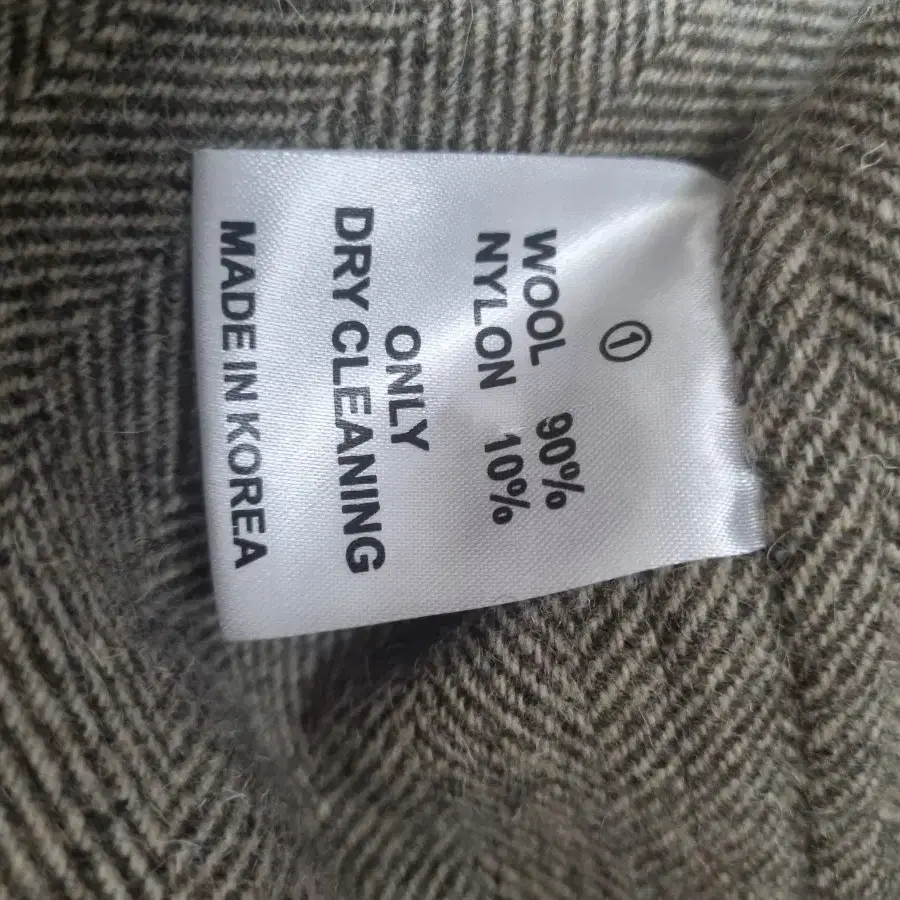 ①
WOOL 90%
NYLON 10%
ONLY
DRY CLEANING
MADE IN KOREA